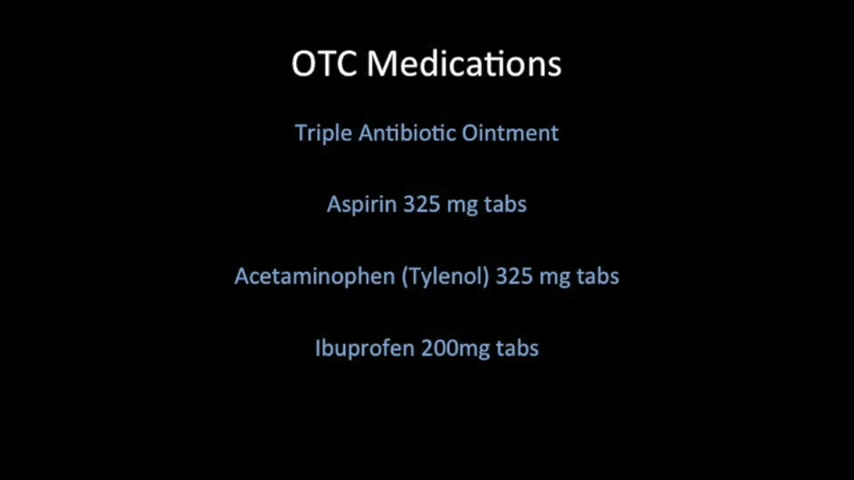 OTC Medications
Triple Antibiotic Ointment
Aspirin 325 mg tabs
Acetaminophen (Tylenol) 325 mg tabs
Ibuprofen 200mg tabs